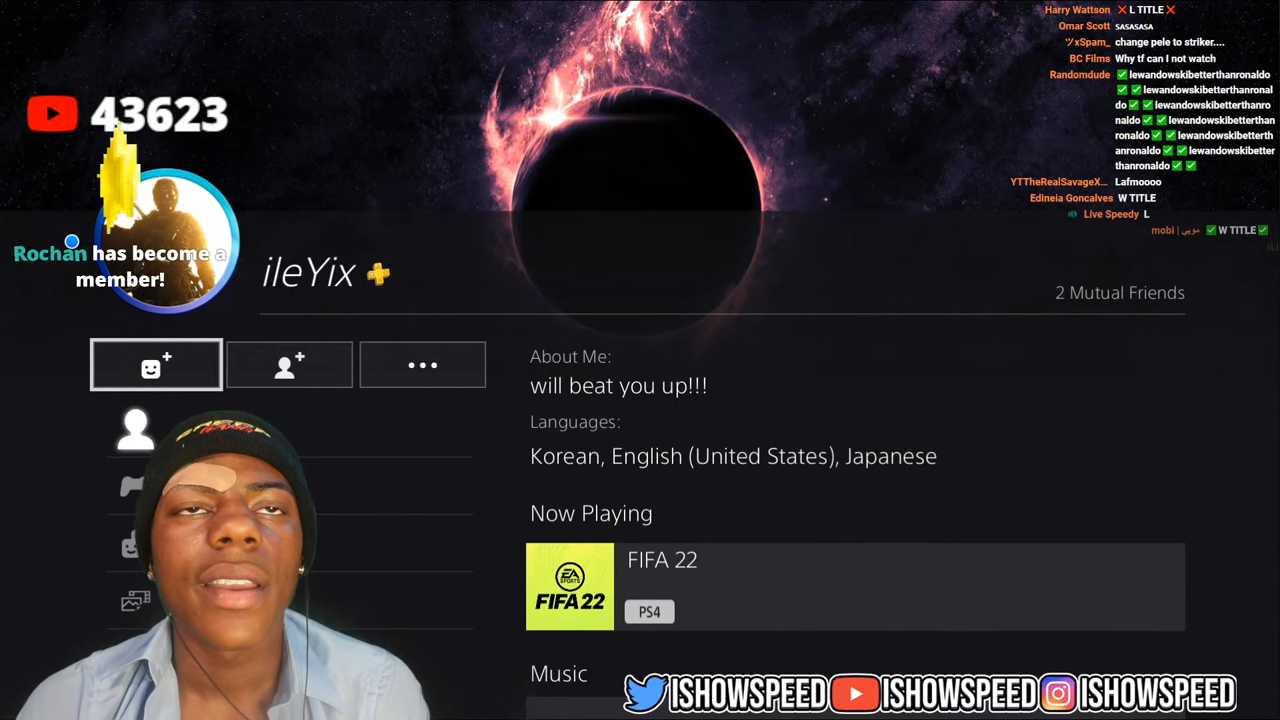 43623
Rochan has become a
member!
ileYix
2 Mutual Friends
About Me:
will beat you up!!!
Languages:
Korean, English (United States), Japanese
Now Playing
EA
SPORTS
FIFA 22
FIFA 22
PS4
Music
ISHOWSPEED ISHOWSPEED ISHOWSPEED
Harry Wattson ❌ L TITLE ❌
Omar Scott sᴀsᴀsᴀsᴀ
ツxSpam_ change pele to striker....
BC Films Why tf can I not watch
Randomdude ✅lewandowskibetterthanronaldo
✅ ✅lewandowskibetterthanronal
do✅ ✅lewandowskibetterthanro
naldo✅ ✅lewandowskibetterthan
ronaldo✅ ✅lewandowskibetterth
anronaldo✅ ✅lewandowskibetter
thanronaldo✅ ✅
YTTheRealSavageX... Lafmoooo
Edineia Goncalves W TITLE
Live Speedy L
mobi | موبي ✅ W TITLE ✅